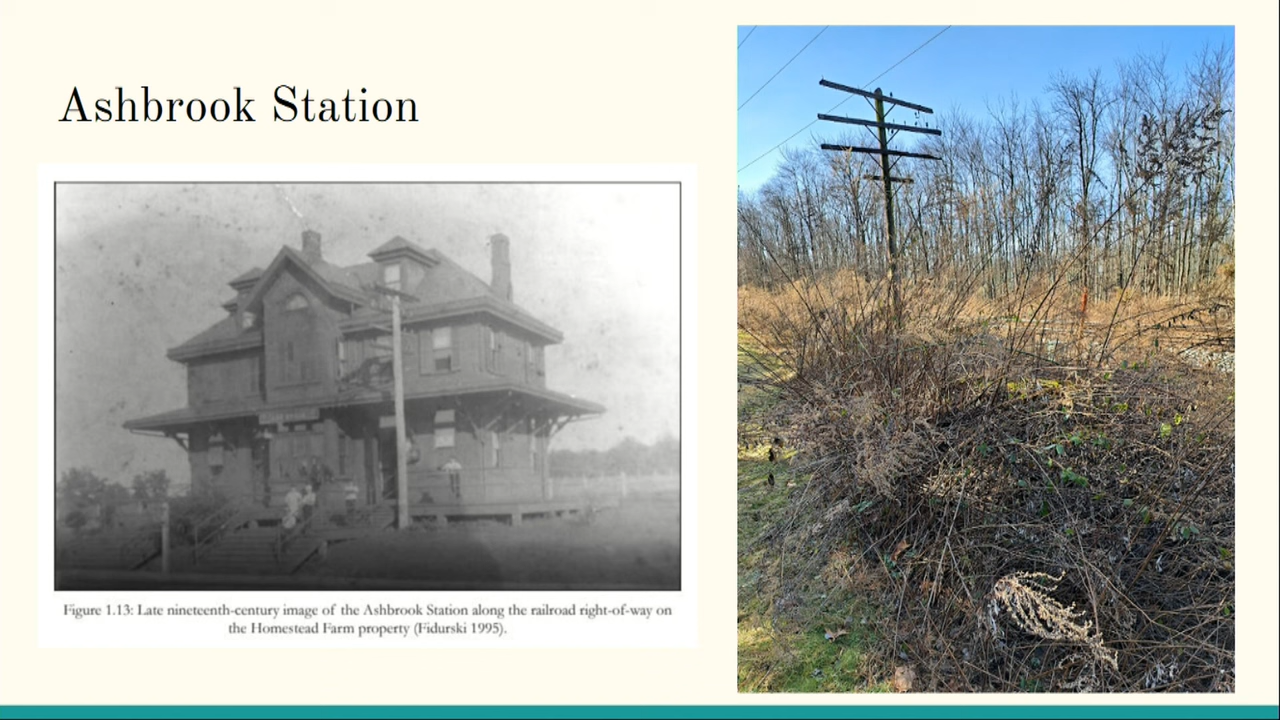 Ashbrook Station
Figure 1.13: Late nineteenth-century image of the Ashbrook Station along the railroad right-of-way on
the Homestead Farm property (Fidurski 1995).